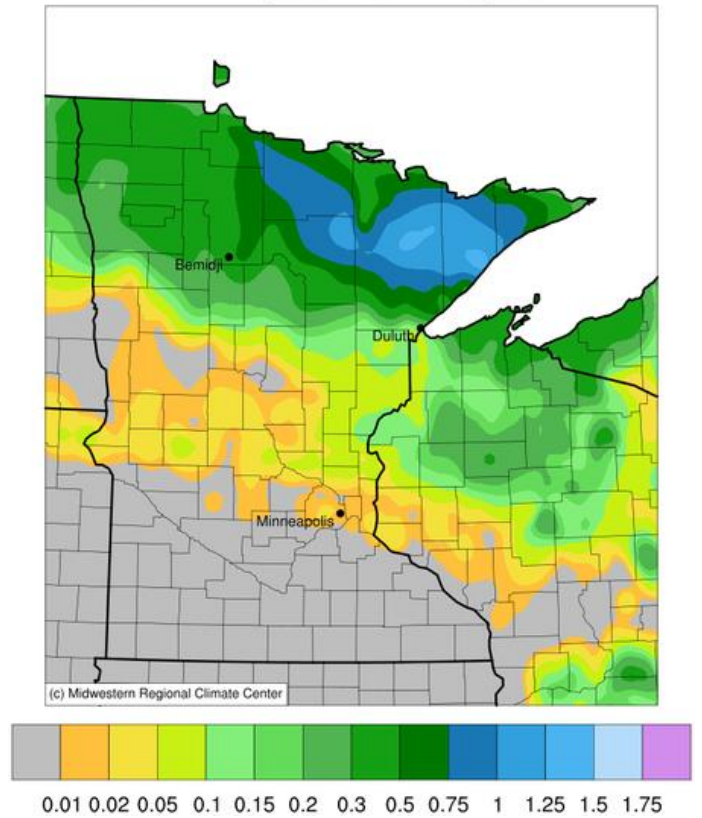 Bemidji
Duluth
Minneapolis
(c) Midwestern Regional Climate Center
0.01 0.02 0.05 0.1 0.15 0.2 0.3 0.5 0.75 1 1.25 1.5 1.75